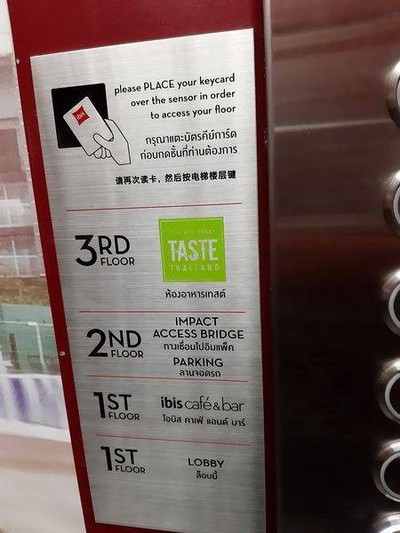 please PLACE your keycard
over the sensor in order
to access your floor
ibis
กรุณาแตะบัตรคีย์การ์ด
ก่อนกดชั้นที่ท่านต้องการ
请再次读卡，然后按电梯楼层键
3RD
FLOOR
TASTE
THAILAND
ห้องอาหารเทสต์
2ND
FLOOR
IMPACT
ACCESS BRIDGE
ทางเชื่อมไปอิมแพ็ค
PARKING
ลานจอดรถ
1ST
FLOOR
ibis café&bar
ไอบิส คาเฟ่ แอนด์ บาร์
1ST
FLOOR
LOBBY
ล็อบบี้